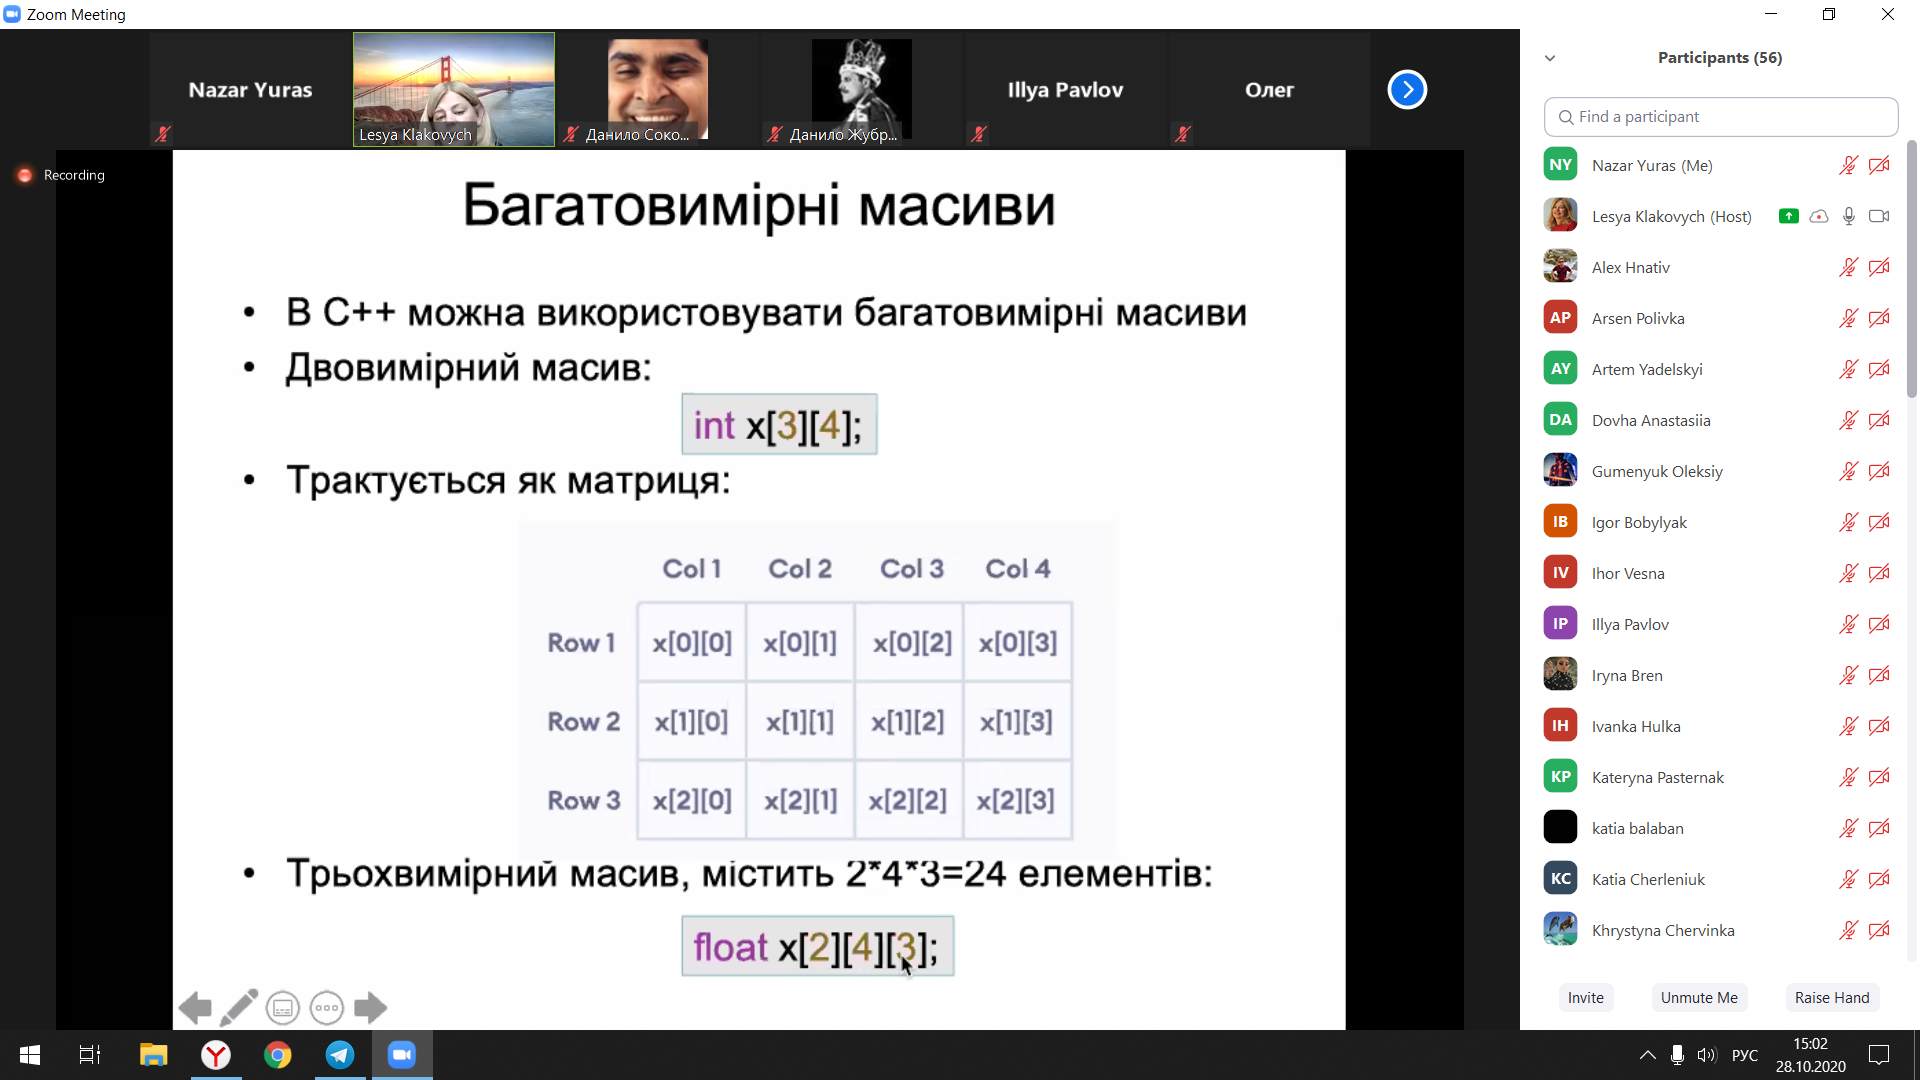 Zoom Meeting
Nazar Yuras
Lesya Klakovych
Данило Соко...
Данило Жубр...
Illya Pavlov
Олег
Recording
Багатовимірні масиви
• В C++ можна використовувати багатовимірні масиви
• Двовимірний масив:
int x[3][4];
• Трактується як матриця:
Col 1 Col 2 Col 3 Col 4
Row 1 x[0][0] x[0][1] x[0][2] x[0][3]
Row 2 x[1][0] x[1][1] x[1][2] x[1][3]
Row 3 x[2][0] x[2][1] x[2][2] x[2][3]
• Трьохвимірний масив, містить 2*4*3=24 елементів:
float x[2][4][3];
Participants (56)
Find a participant
NY Nazar Yuras (Me)
Lesya Klakovych (Host)
Alex Hnativ
AP Arsen Polivka
AY Artem Yadelskyi
DA Dovha Anastasiia
Gumenyuk Oleksiy
IB Igor Bobylyak
IV Ihor Vesna
IP Illya Pavlov
Iryna Bren
IH Ivanka Hulka
KP Kateryna Pasternak
katia balaban
KC Katia Cherleniuk
Khrystyna Chervinka
Invite Unmute Me Raise Hand
РУС
15:02
28.10.2020